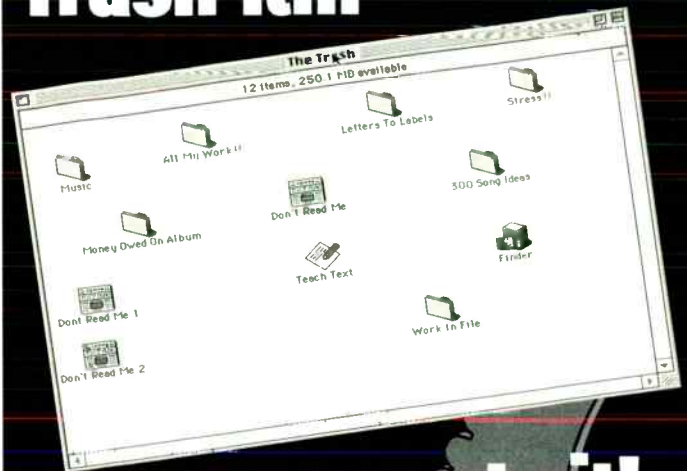 Trash it!!
The Trash
12 items, 250.1 MB available
Stress!!
Letters To Labels
All My Work!!
Music
300 Song Ideas
Don't Read Me
Money Owed On Album
Finder
Teach Text
Dont Read Me 1
Work In File
Don't Read Me 2